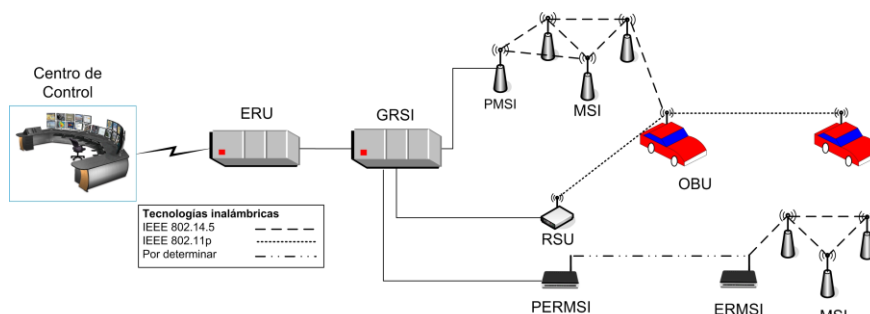 Centro de
Control
ERU
GRSI
PMSI
MSI
OBU
RSU
Tecnologías inalámbricas
IEEE 802.14.5
IEEE 802.11p
Por determinar
PERMSI
ERMSI
MSI